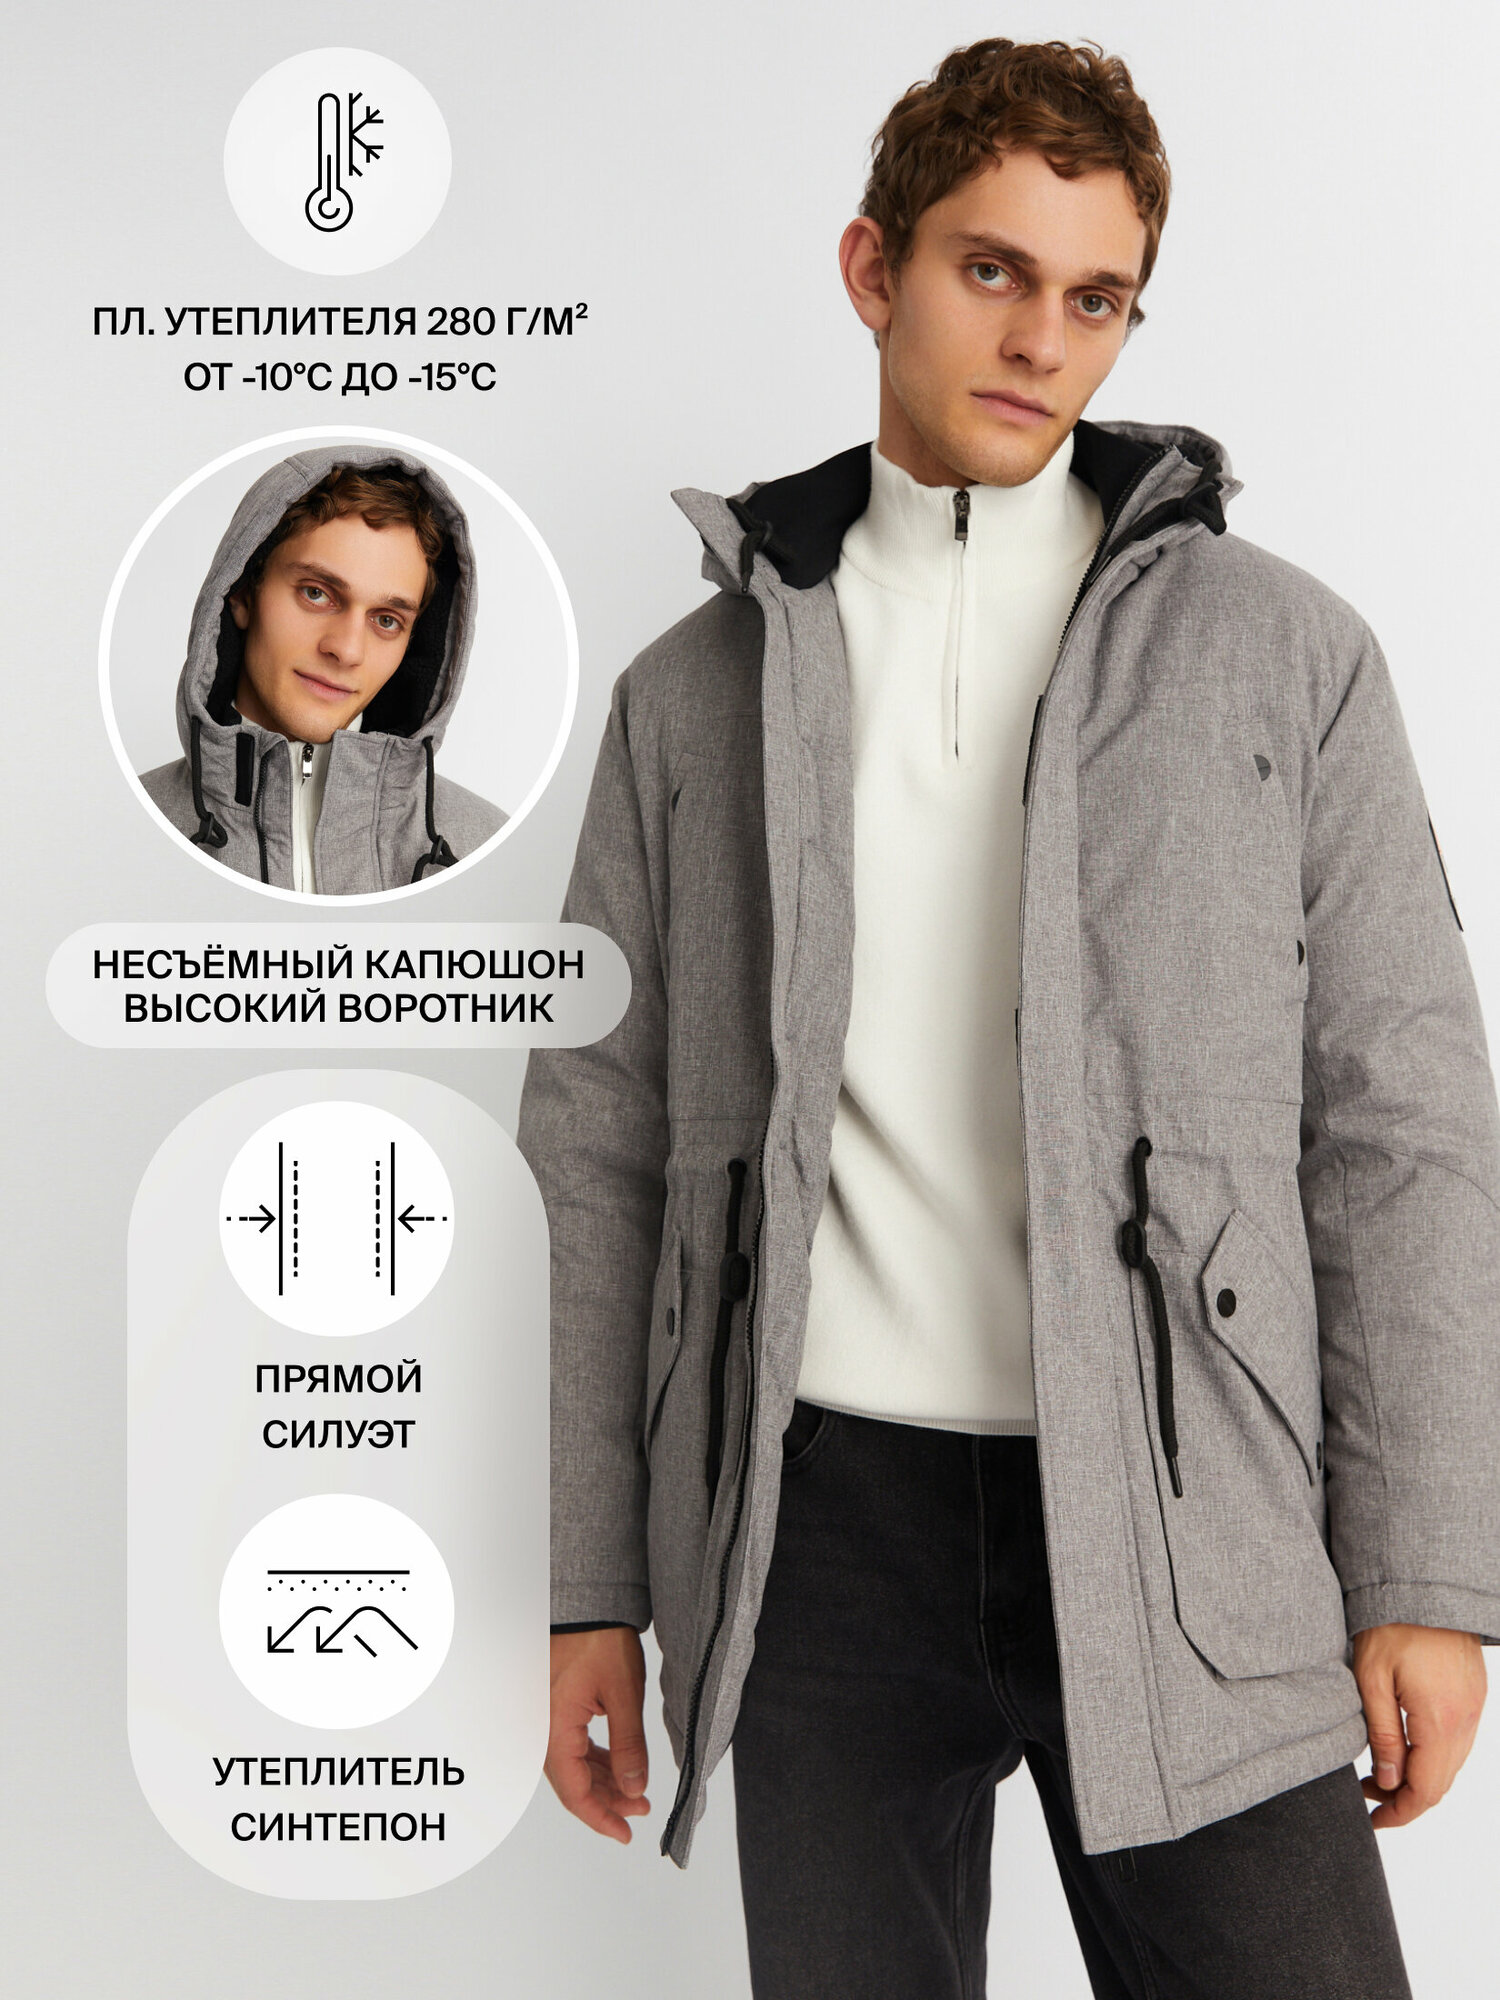 ПЛ. УТЕПЛИТЕЛЯ 280 Г/М²
ОТ -10°С ДО -15°С
НЕСЪЁМНЫЙ КАПЮШОН
ВЫСОКИЙ ВОРОТНИК
ПРЯМОЙ
СИЛУЭТ
УТЕПЛИТЕЛЬ
СИНТЕПОН